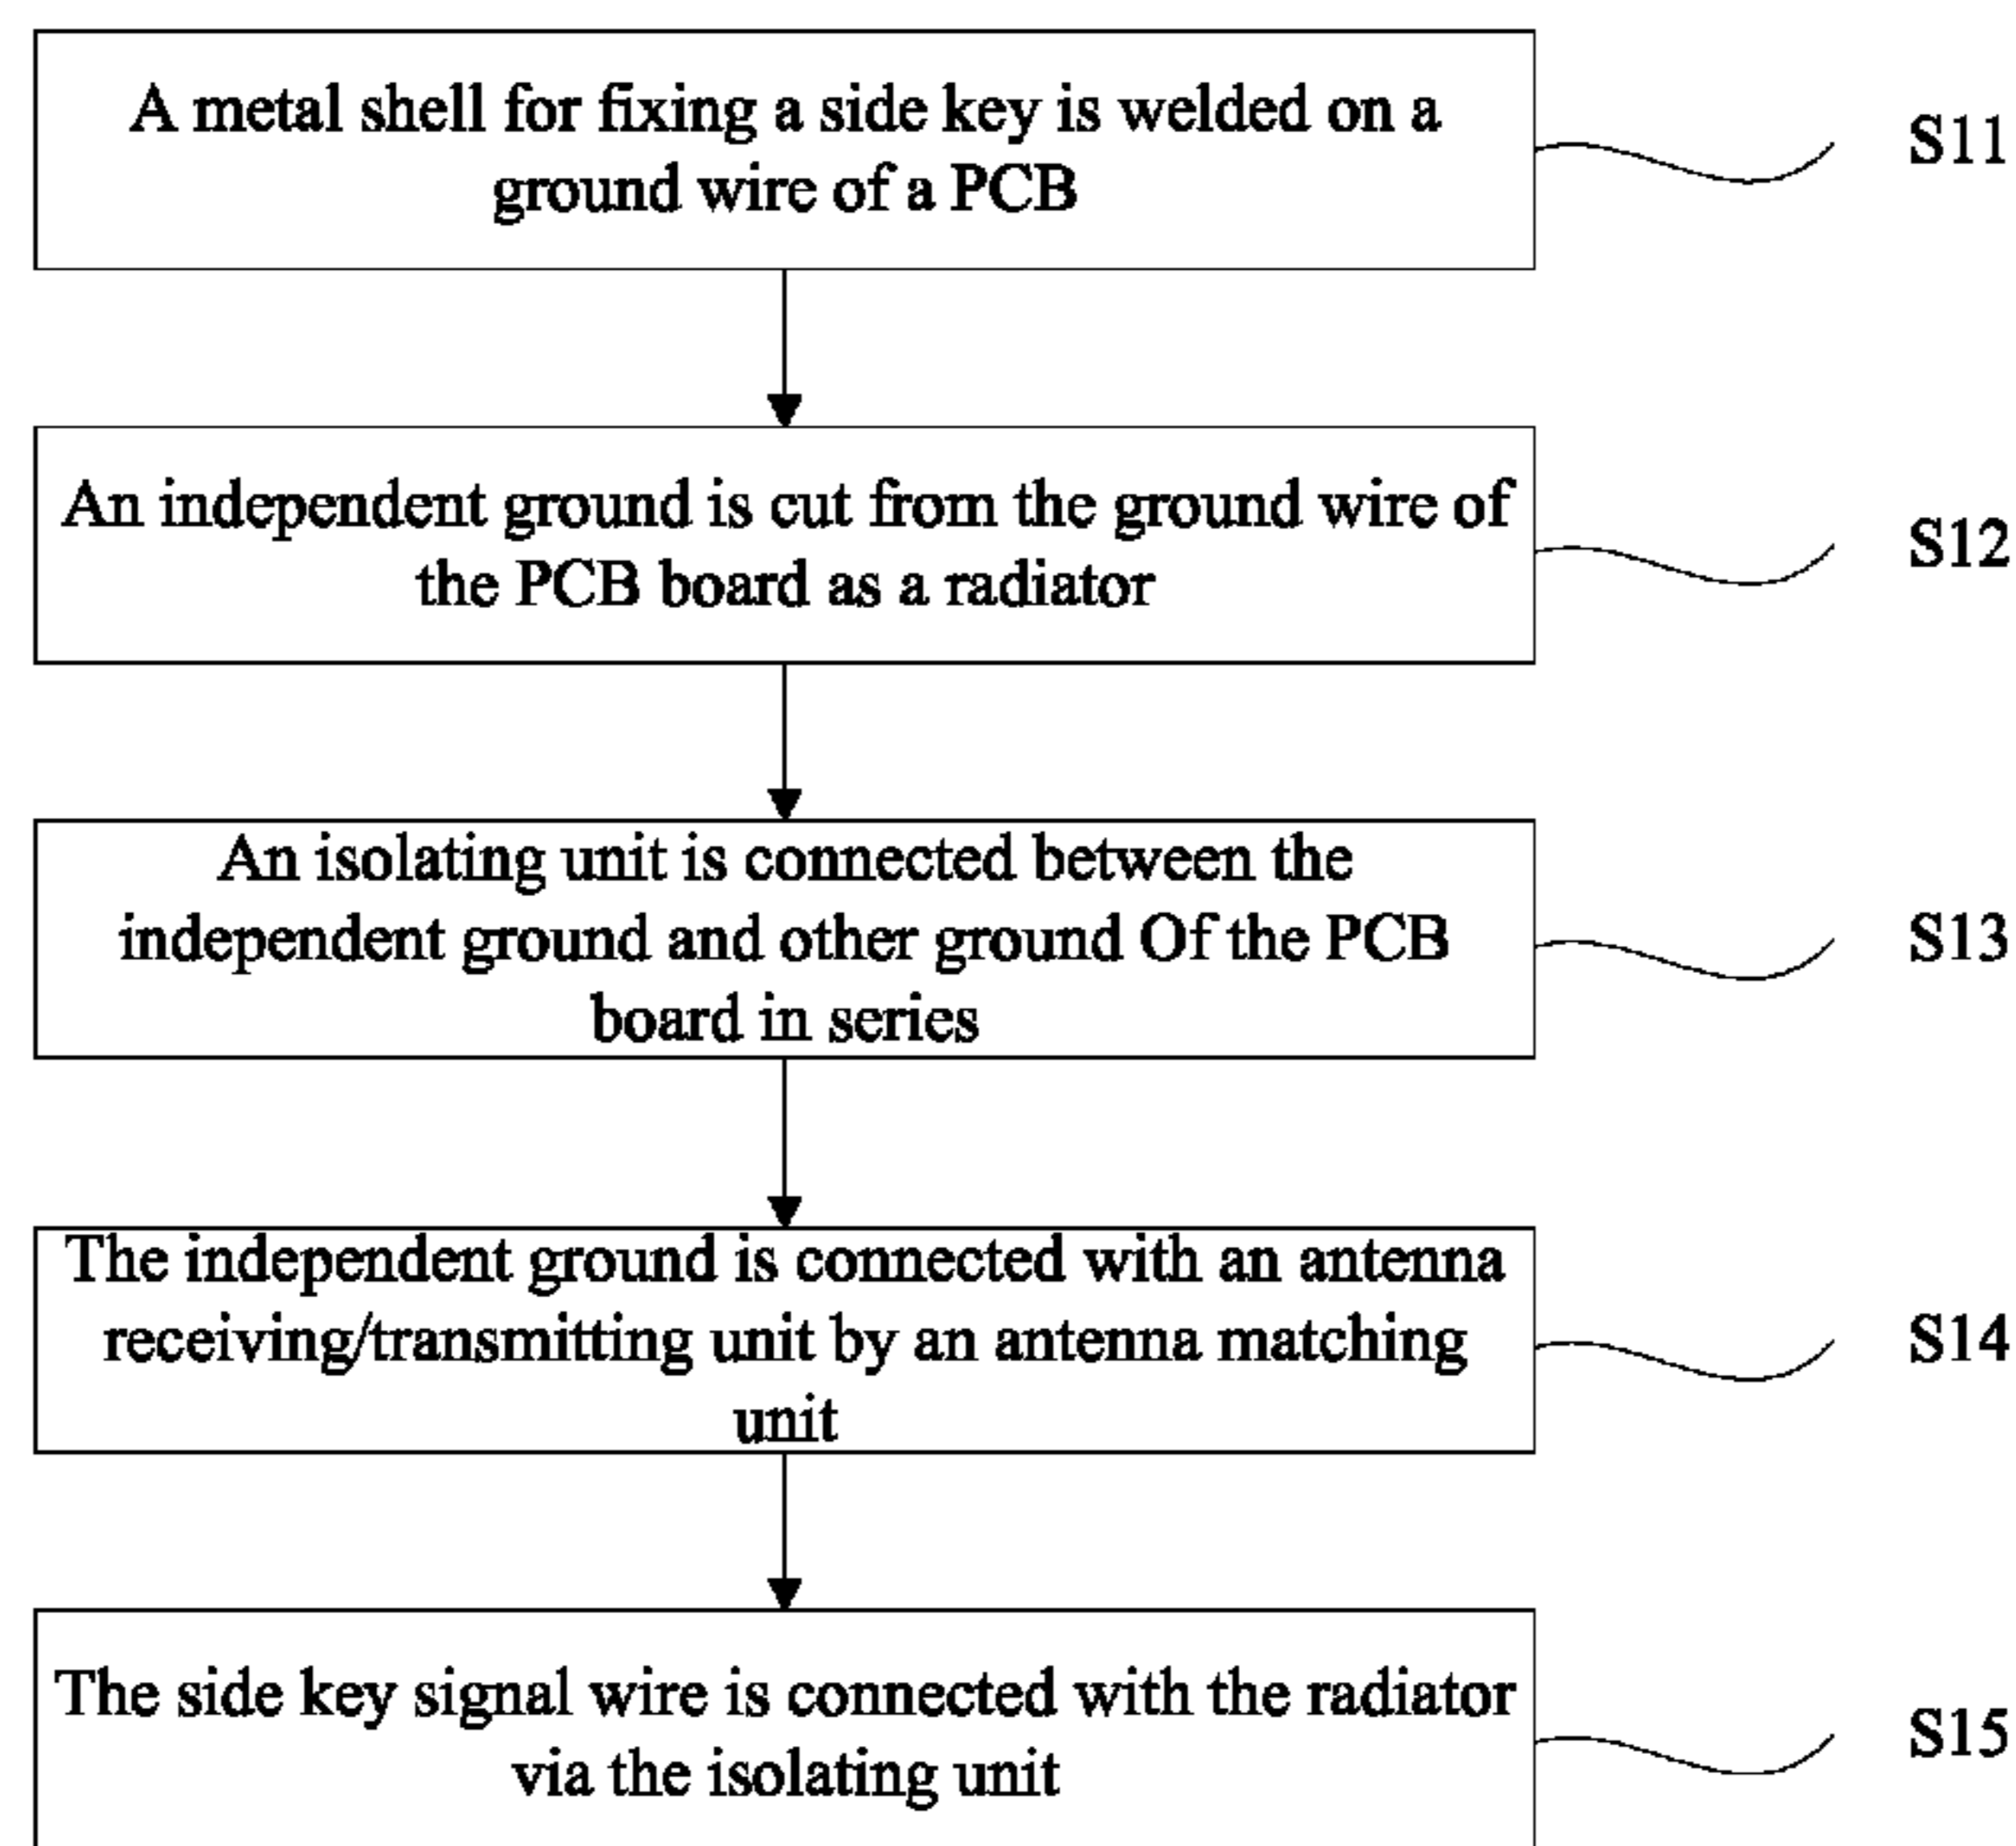 A metal shell for fixing a side key is welded on a
ground wire of a PCB
S11
An independent ground is cut from the ground wire of
the PCB board as a radiator
S12
An isolating unit is connected between the
independent ground and other ground Of the PCB
board in series
S13
The independent ground is connected with an antenna
receiving/transmitting unit by an antenna matching
unit
S14
The side key signal wire is connected with the radiator
via the isolating unit
S15